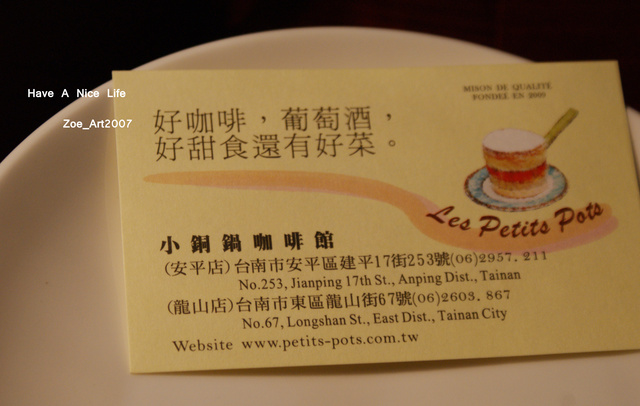 Have A Nice Life
Zoe_Art2007
MISON DE QUALITE
FONDEE EN 2000
好咖啡，葡萄酒，
好甜食還有好菜。
Les Petits Pots
小銅鍋咖啡館
(安平店)台南市安平區建平17街253號(06)2957. 211
No.253, Jianping 17th St., Anping Dist., Tainan
(龍山店)台南市東區龍山街67號(06)2603. 867
No.67, Longshan St., East Dist., Tainan City
Website www.petits-pots.com.tw